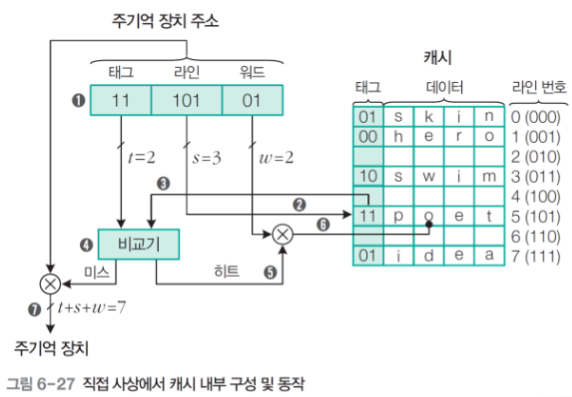 주기억 장치 주소
캐시
태그 라인 워드
태그 데이터 라인 번호
❶ 11 101 01
01 s k i n 0 (000)
00 h e r o 1 (001)
2 (010)
t=2 s=3 w=2
10 s w i m 3 (011)
❸
4 (100)
❷
11 p o e t 5 (101)
❻
❹ 비교기
6 (110)
01 i d e a 7 (111)
미스 히트 ❺
❼ t+s+w=7
주기억 장치
그림 6-27 직접 사상에서 캐시 내부 구성 및 동작